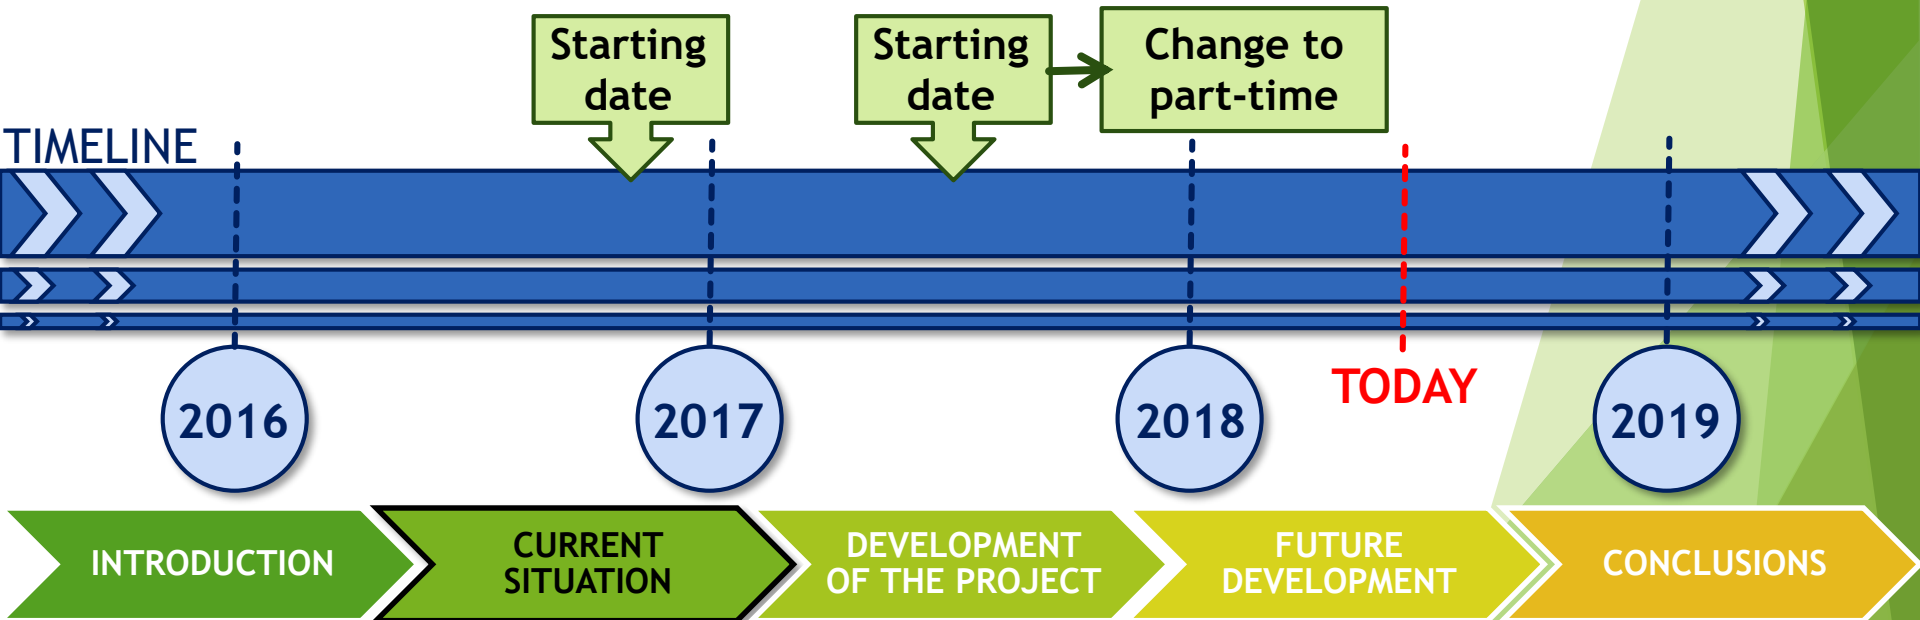 Starting
date
Starting
date
Change to
part-time
TIMELINE
TODAY
2016
2017
2018
2019
INTRODUCTION
CURRENT
SITUATION
DEVELOPMENT
OF THE PROJECT
FUTURE
DEVELOPMENT
CONCLUSIONS